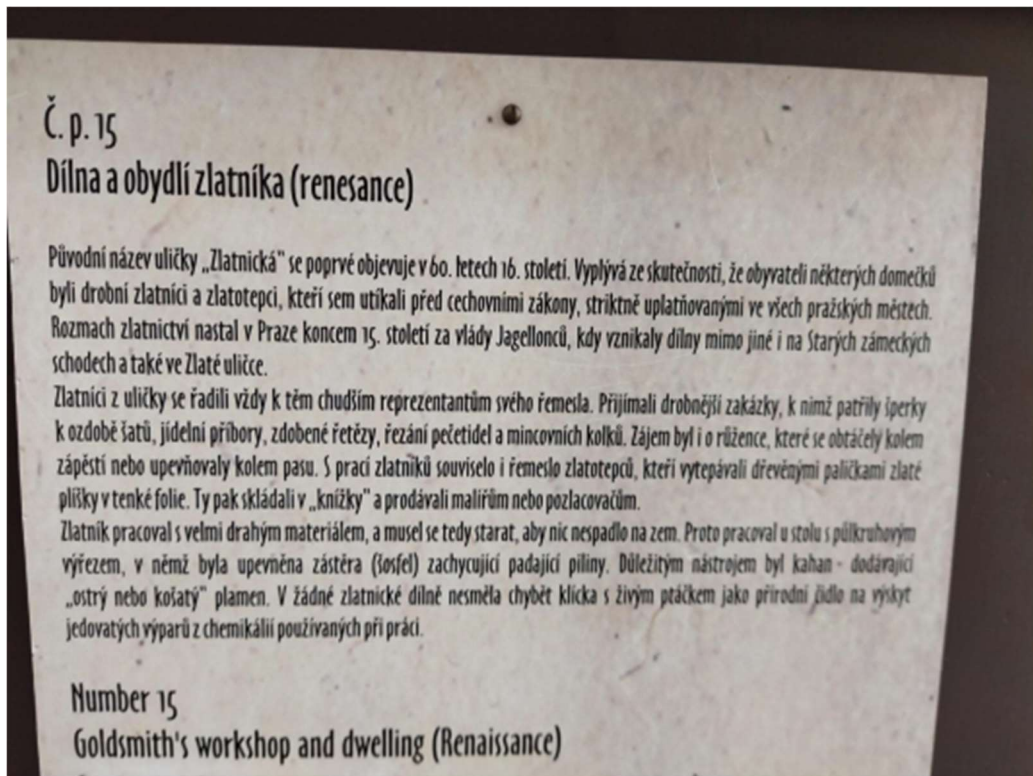 Č. p. 15
Dílna a obydlí zlatníka (renesance)
Původní název uličky „Zlatnická" se poprvé objevuje v 60. letech 16. století. Vyplývá ze skutečnosti, že obyvateli některých domečků
byli drobní zlatníci a zlatotepci, kteří sem utíkali před cechovními zákony, striktně uplatňovanými ve všech pražských městech.
Rozmach zlatnictví nastal v Praze koncem 15. století za vlády Jagellonců, kdy vznikaly dílny mimo jiné i na Starých zámeckých
schodech a také ve Zlaté uličce.
Zlatníci z uličky se řadili vždy k těm chudším reprezentantům svého řemesla. Přijímali drobnější zakázky, k nimž patřily šperky
k ozdobě šatů, jídelní příbory, zdobené řetězy, řezání pečetidel a mincovních kolků. Zájem byl i o růžence, které se obtáčely kolem
zápěstí nebo upevňovaly kolem pasu. S prací zlatníků souviselo i řemeslo zlatotepců, kteří vytepávali dřevěnými paličkami zlaté
plíšky v tenké folie. Ty pak skládali v „knížky" a prodávali malířům nebo pozlacovačům.
Zlatník pracoval s velmi drahým materiálem, a musel se tedy starat, aby nic nespadlo na zem. Proto pracoval u stolu s půlkruhovým
výřezem, v němž byla upevněna zástěra (šosfel) zachycující padající piliny. Důležitým nástrojem byl kahan - dodávající
„ostrý nebo košatý" plamen. V žádné zlatnické dílně nesměla chybět klícka s živým ptáčkem jako přírodní čidlo na výskyt
jedovatých výparů z chemikálií používaných při práci.
Number 15
Goldsmith's workshop and dwelling (Renaissance)